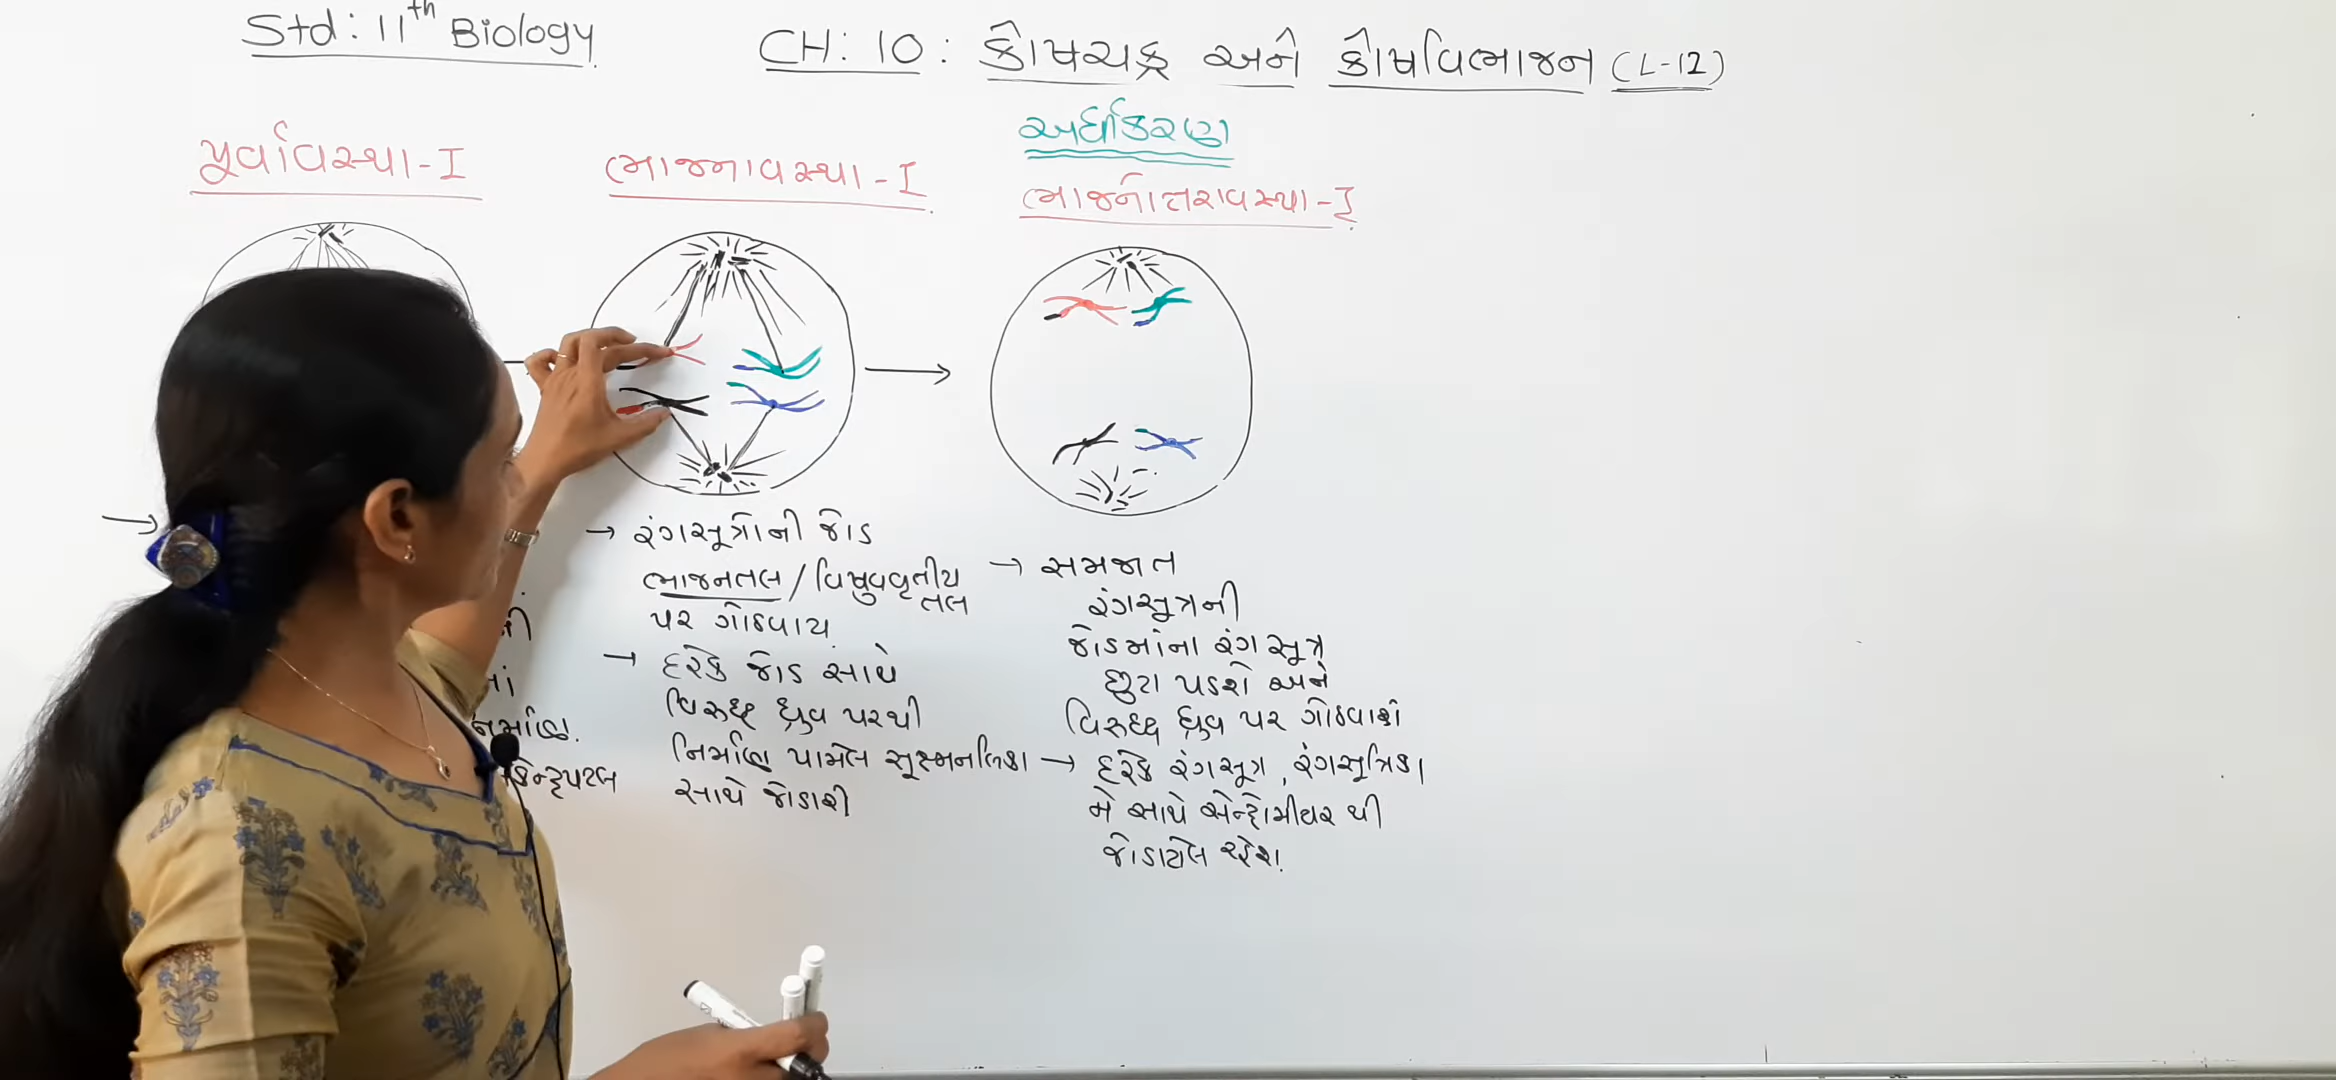 Std: 11th Biology
CH: 10: કોષચક્ર અને કોષવિભાજન (L-12)
અર્ધીકરણ
પૂર્વાવસ્થા-I
ભાજનાવસ્થા-I
ભાજનોત્તરાવસ્થા-I
→ રંગસૂત્રોની જોડ
ભાજનતલ / વિષુવવૃતીય
તલ
પર ગોઠવાય
→ દરેક જોડ સાથે
વિરુદ્ધ ધ્રુવ પરથી
નિર્માણ પામેલ સૂક્ષ્મનલિકા
સાથે જોડાશે
→ સમજાત
રંગસૂત્રની
જોડમાંના રંગસૂત્ર
છુટા પડશે અને
વિરુદ્ધ ધ્રુવ પર ગોઠવાશે
→ દરેક રંગસૂત્ર, રંગસૂત્રિકા
ને સાથે સેન્ટ્રોમીયર થી
જોડાયેલ રહેશે.